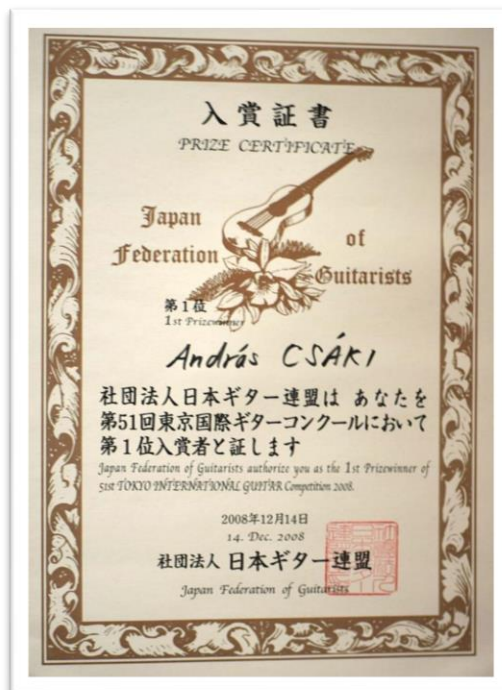 入賞証書
PRIZE CERTIFICATE
Japan
Federation
of
Guitarists
第1位
1st Prizewinner
András CSÁKI
社団法人日本ギター連盟は あなたを
第51回東京国際ギターコンクールにおいて
第1位入賞者と証します
Japan Federation of Guitarists authorize you as the 1st Prizewinner of
51st TOKYO INTERNATIONAL GUITAR Competition 2008.
2008年12月14日
14. Dec. 2008
社団法人 日本ギター連盟
Japan Federation of Guitarists